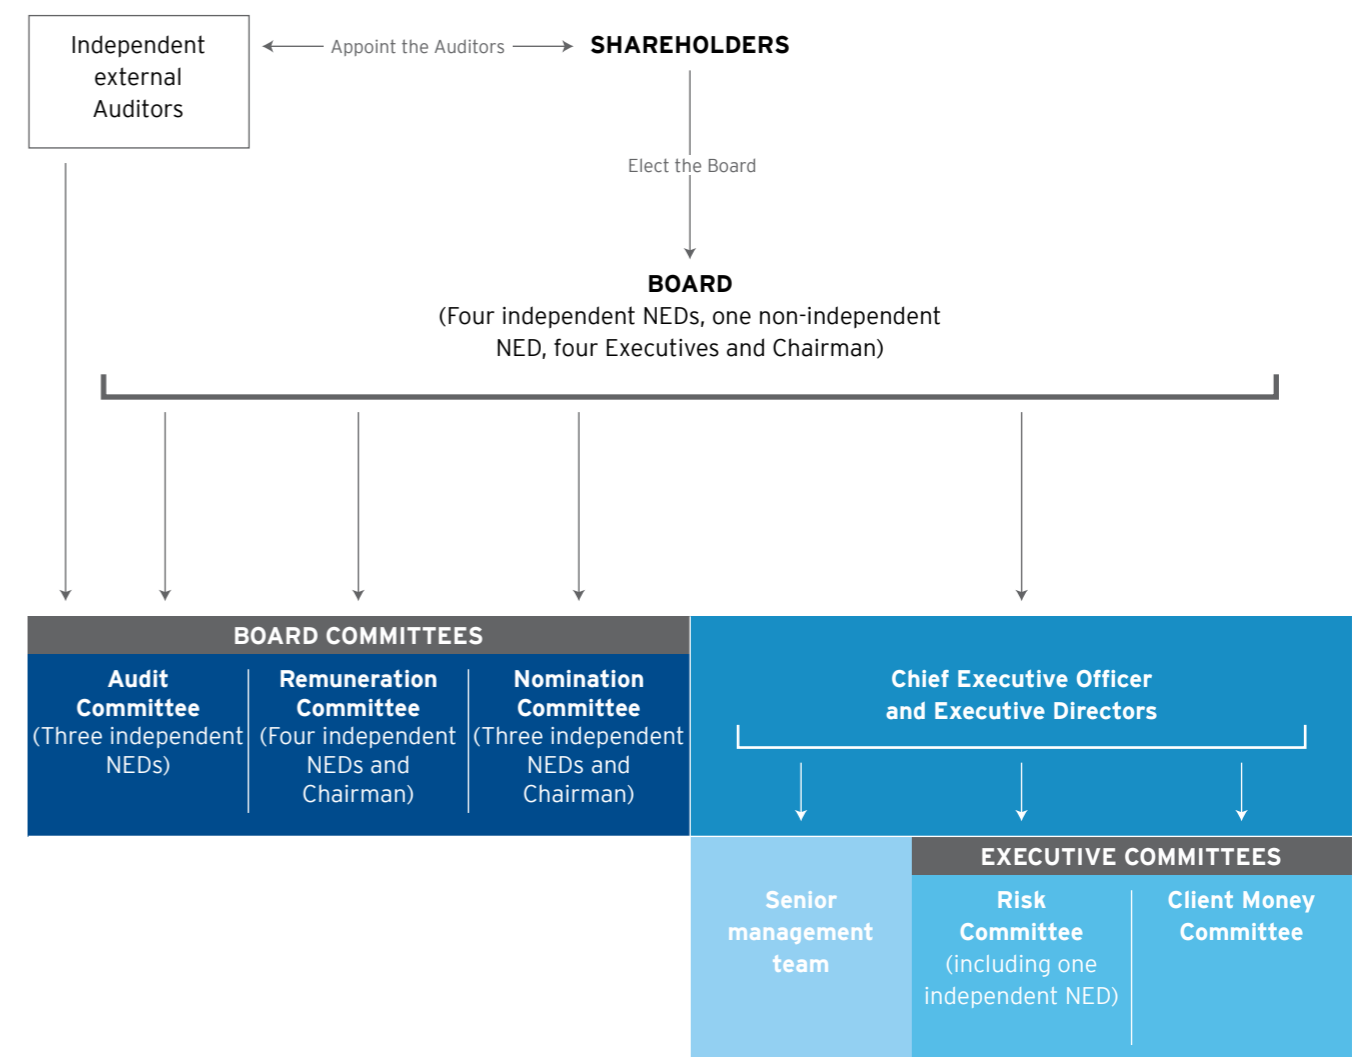 Independent
external
Auditors
Appoint the Auditors
SHAREHOLDERS
Elect the Board
BOARD
(Four independent NEDs, one non-independent
NED, four Executives and Chairman)
BOARD COMMITTEES
Audit
Committee
(Three independent
NEDs)
Remuneration
Committee
(Four independent
NEDs and
Chairman)
Nomination
Committee
(Three independent
NEDs and
Chairman)
Chief Executive Officer
and Executive Directors
Senior
management
team
EXECUTIVE COMMITTEES
Risk
Committee
(including one
independent NED)
Client Money
Committee